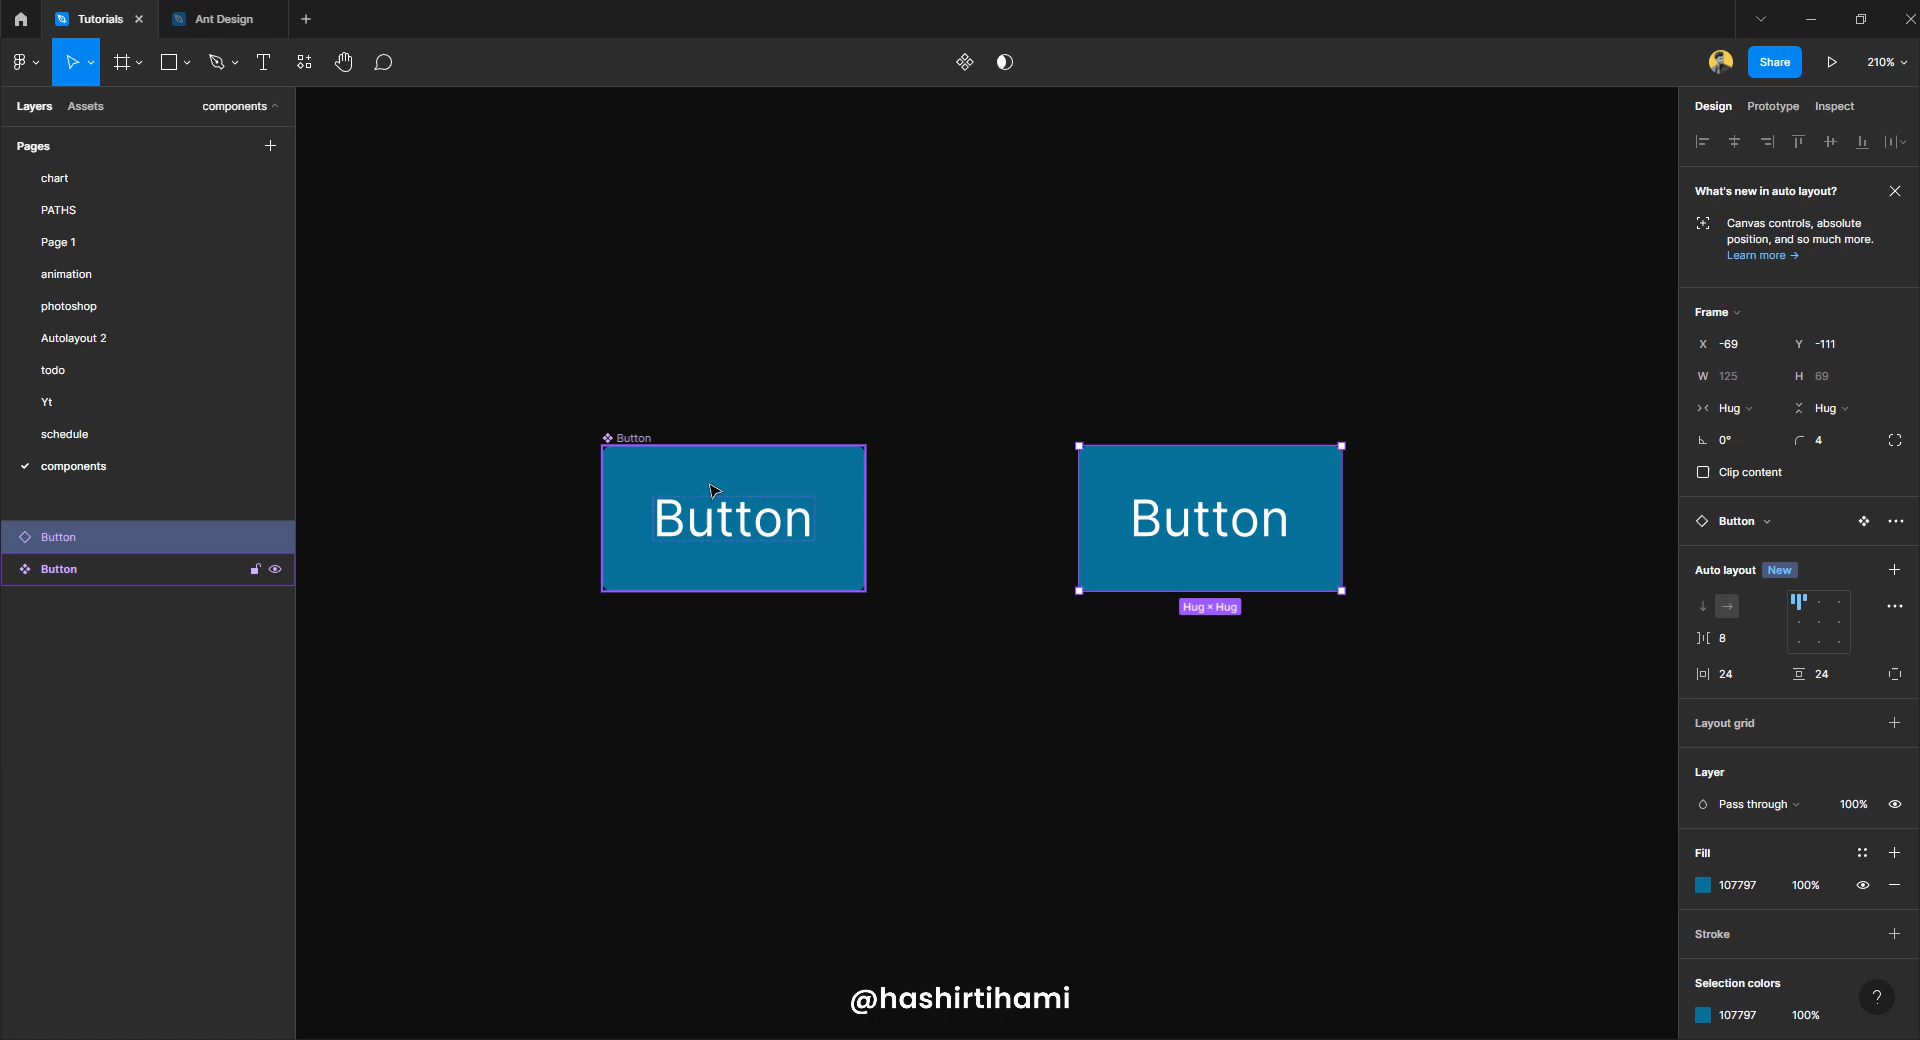 Tutorials
Ant Design
Share
210%
Layers Assets components
Pages
chart
PATHS
Page 1
animation
photoshop
Autolayout 2
todo
Yt
schedule
components
Button
Button
Button
Button
Button
Hug × Hug
@hashirtihami
Design Prototype Inspect
What's new in auto layout?
Canvas controls, absolute
position, and so much more.
Learn more →
Frame
X -69 Y -111
W 125 H 69
Hug Hug
0° 4
Clip content
Button
Auto layout New
8
24 24
Layout grid
Layer
Pass through 100%
Fill
107797 100%
Stroke
Selection colors
107797 100%
?